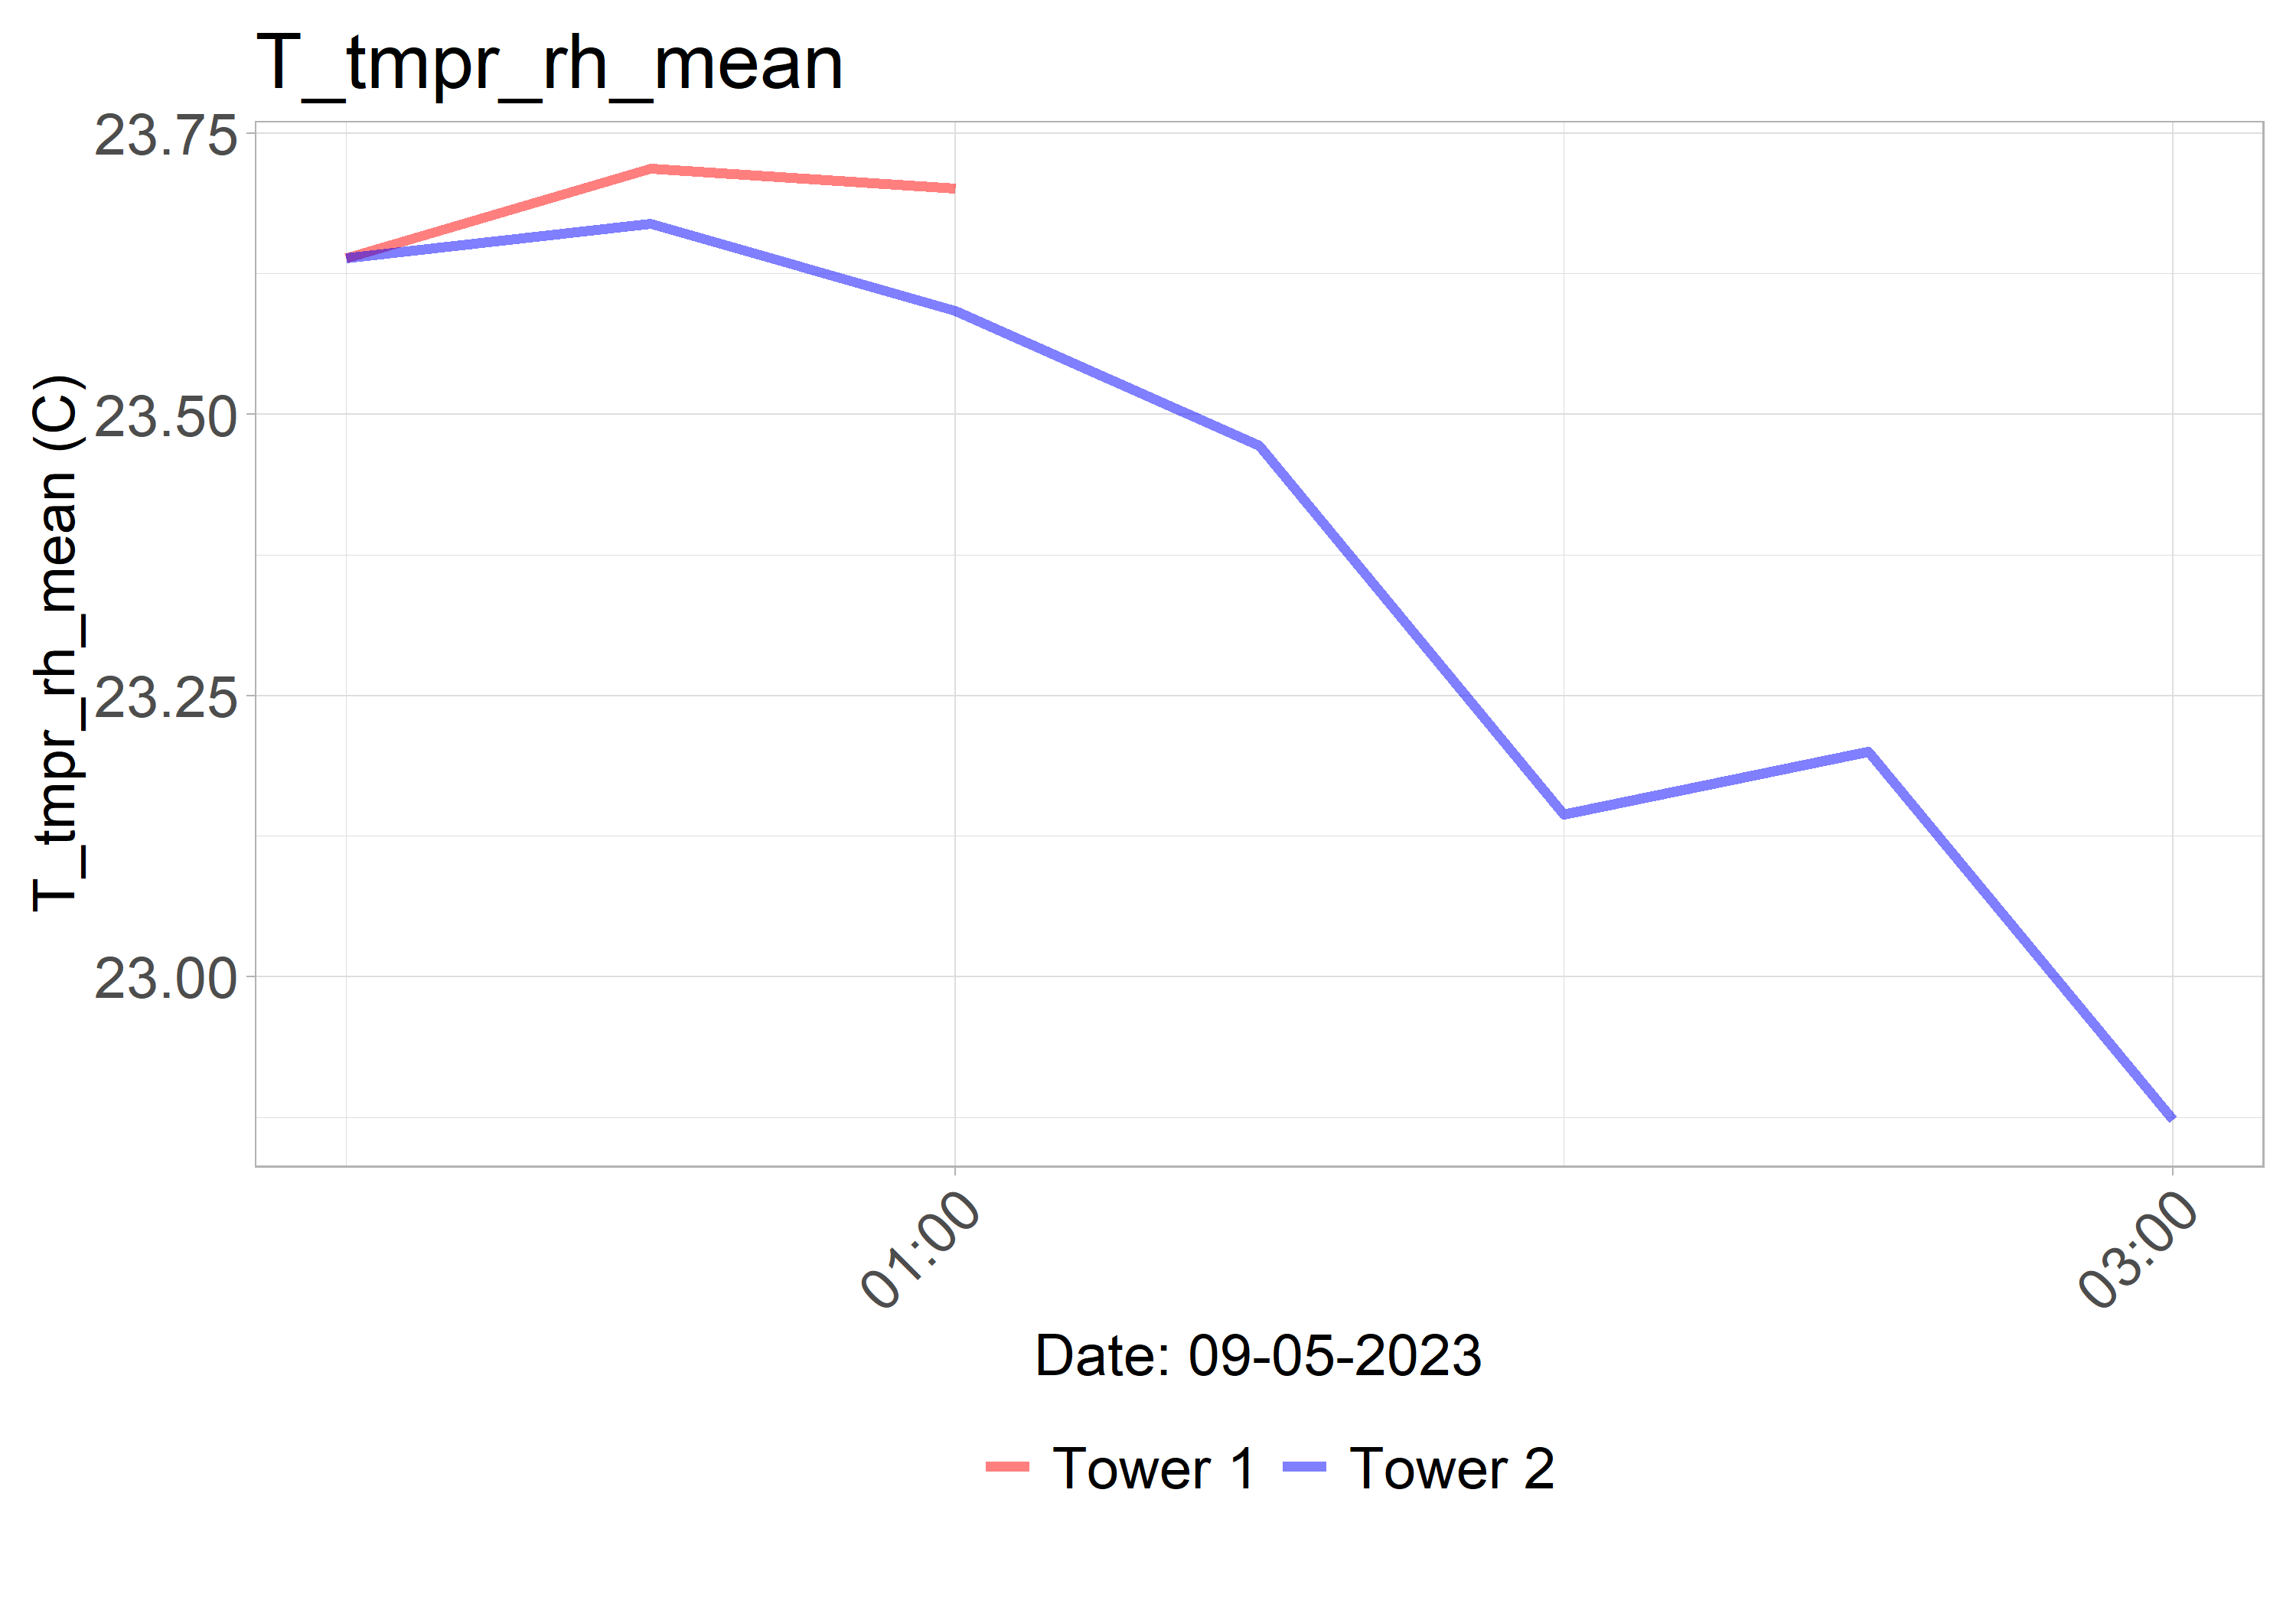 T_tmpr_rh_mean
T_tmpr_rh_mean (C)
23.75
23.50
23.25
23.00
01:00
03:00
Date: 09-05-2023
Tower 1
Tower 2